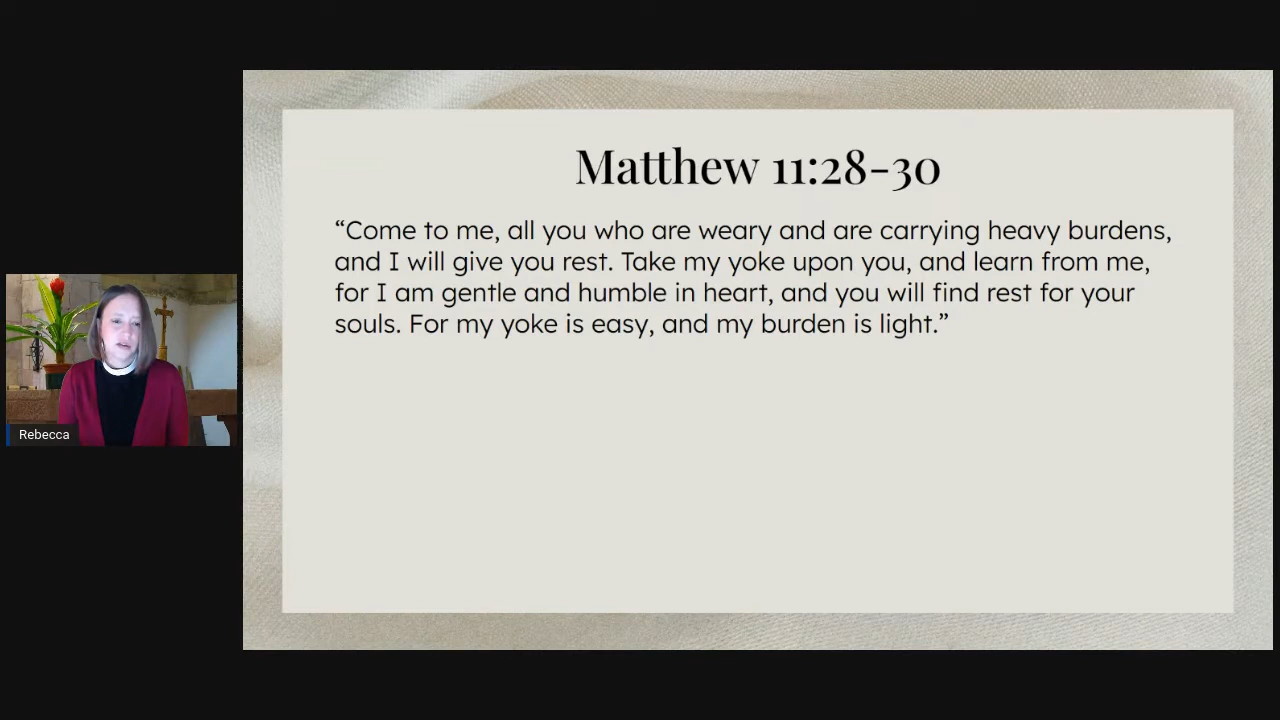 Matthew 11:28-30
“Come to me, all you who are weary and are carrying heavy burdens,
and I will give you rest. Take my yoke upon you, and learn from me,
for I am gentle and humble in heart, and you will find rest for your
souls. For my yoke is easy, and my burden is light.”
Rebecca